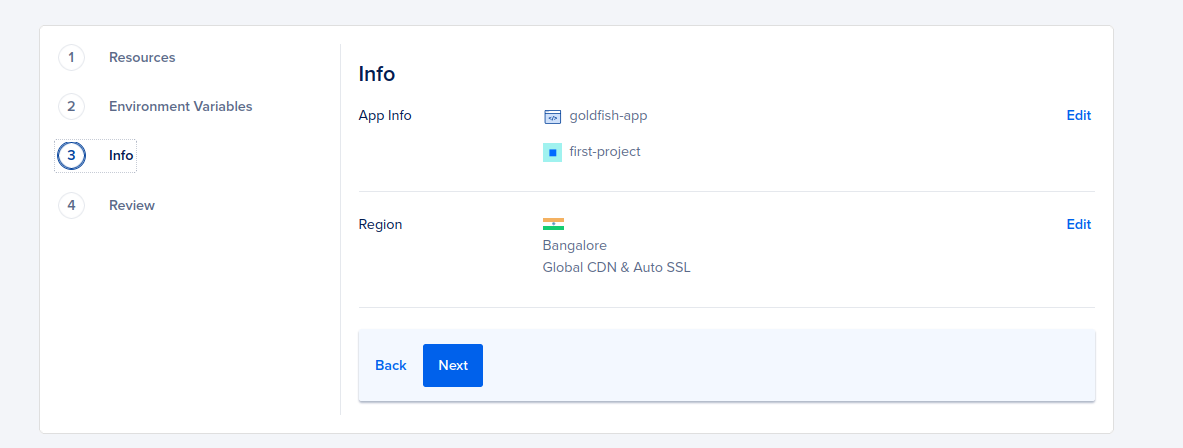 1 Resources
2 Environment Variables
3 Info
4 Review
Info
App Info
goldfish-app
Edit
first-project
Region
Edit
Bangalore
Global CDN & Auto SSL
Back
Next